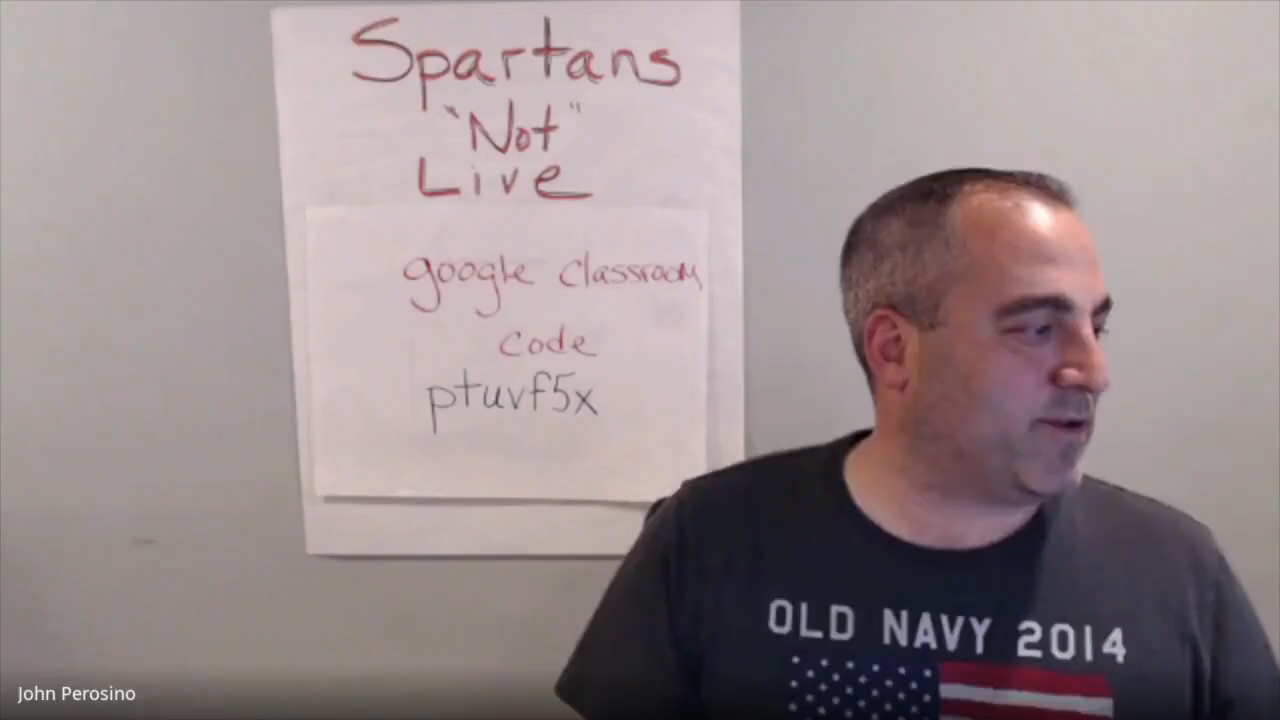 Spartans
"Not"
Live
google classroom
code
ptuvf5x
OLD NAVY 2014
John Perosino